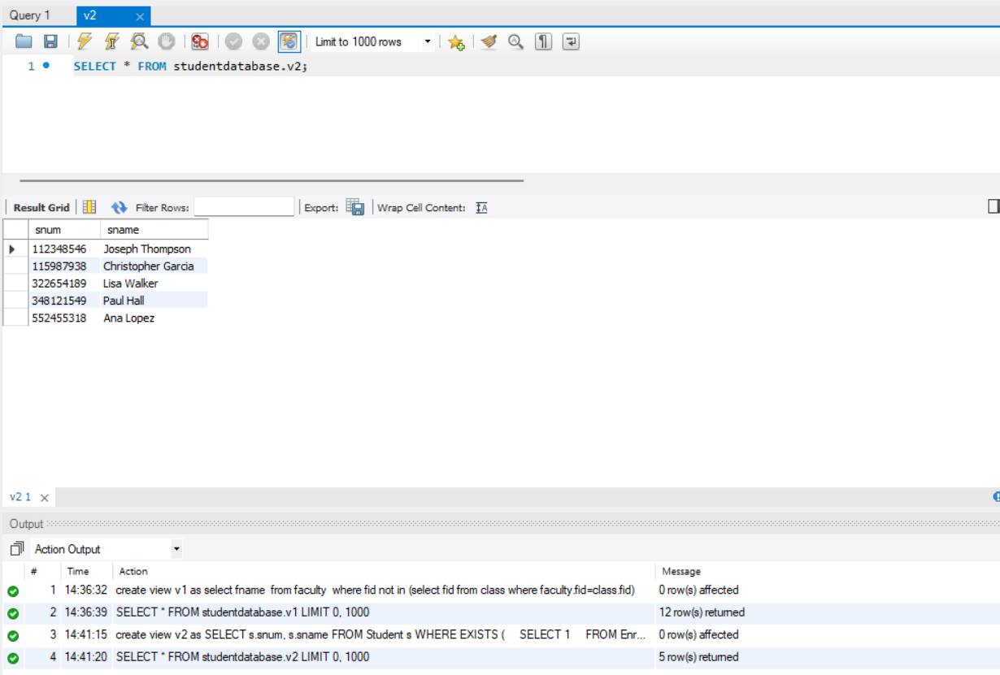 Query 1 v2
Limit to 1000 rows
1 SELECT * FROM studentdatabase.v2;
Result Grid Filter Rows: Export: Wrap Cell Content:
snum sname
112348546 Joseph Thompson
115987938 Christopher Garcia
322654189 Lisa Walker
348121549 Paul Hall
552455318 Ana Lopez
v2 1
Output
Action Output
# Time Action Message
1 14:36:32 create view v1 as select fname from faculty where fid not in (select fid from class where faculty.fid=class.fid) 0 row(s) affected
2 14:36:39 SELECT * FROM studentdatabase.v1 LIMIT 0, 1000 12 row(s) returned
3 14:41:15 create view v2 as SELECT s.snum, s.sname FROM Student s WHERE EXISTS ( SELECT 1 FROM Enr... 0 row(s) affected
4 14:41:20 SELECT * FROM studentdatabase.v2 LIMIT 0, 1000 5 row(s) returned